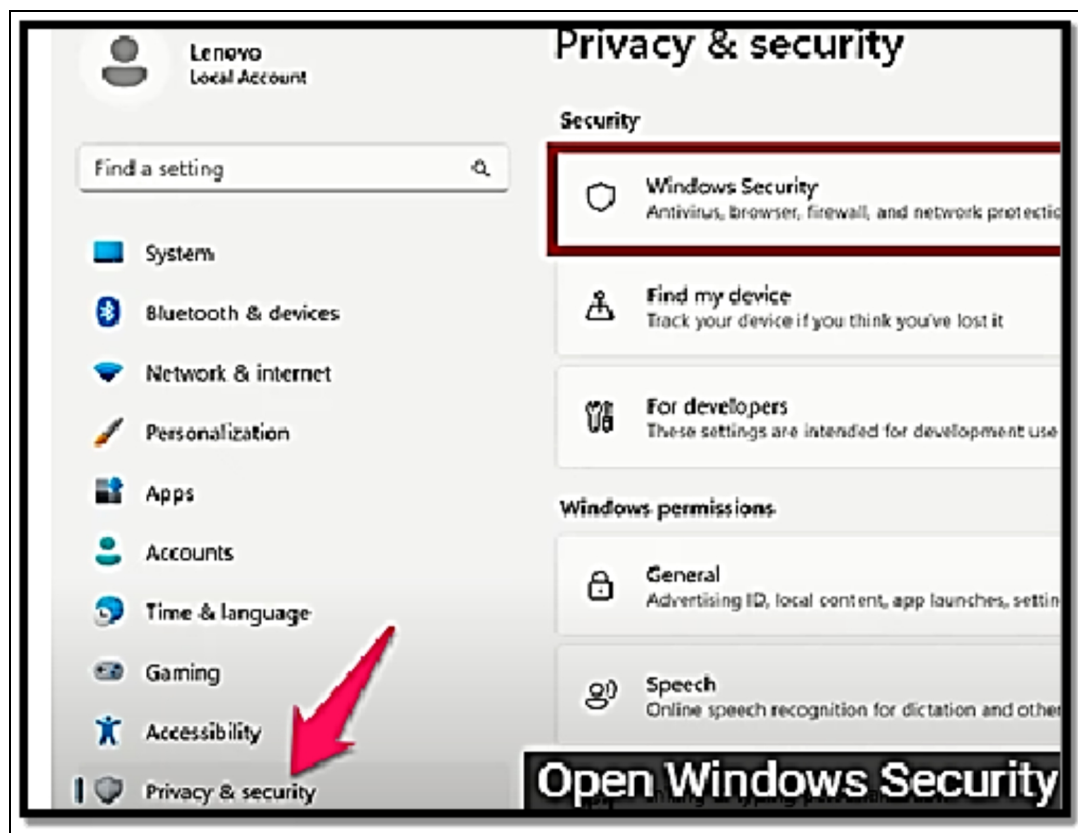 Lenovo
Local Account
Find a setting
System
Bluetooth & devices
Network & internet
Personalization
Apps
Accounts
Time & language
Gaming
Accessibility
Privacy & security
Privacy & security
Security
Windows Security
Antivirus, browser, firewall, and network protectio
Find my device
Track your device if you think you've lost it
For developers
These settings are intended for development use
Windows permissions
General
Advertising ID, local content, app launches, settin
Speech
Online speech recognition for dictation and other
Open Windows Security